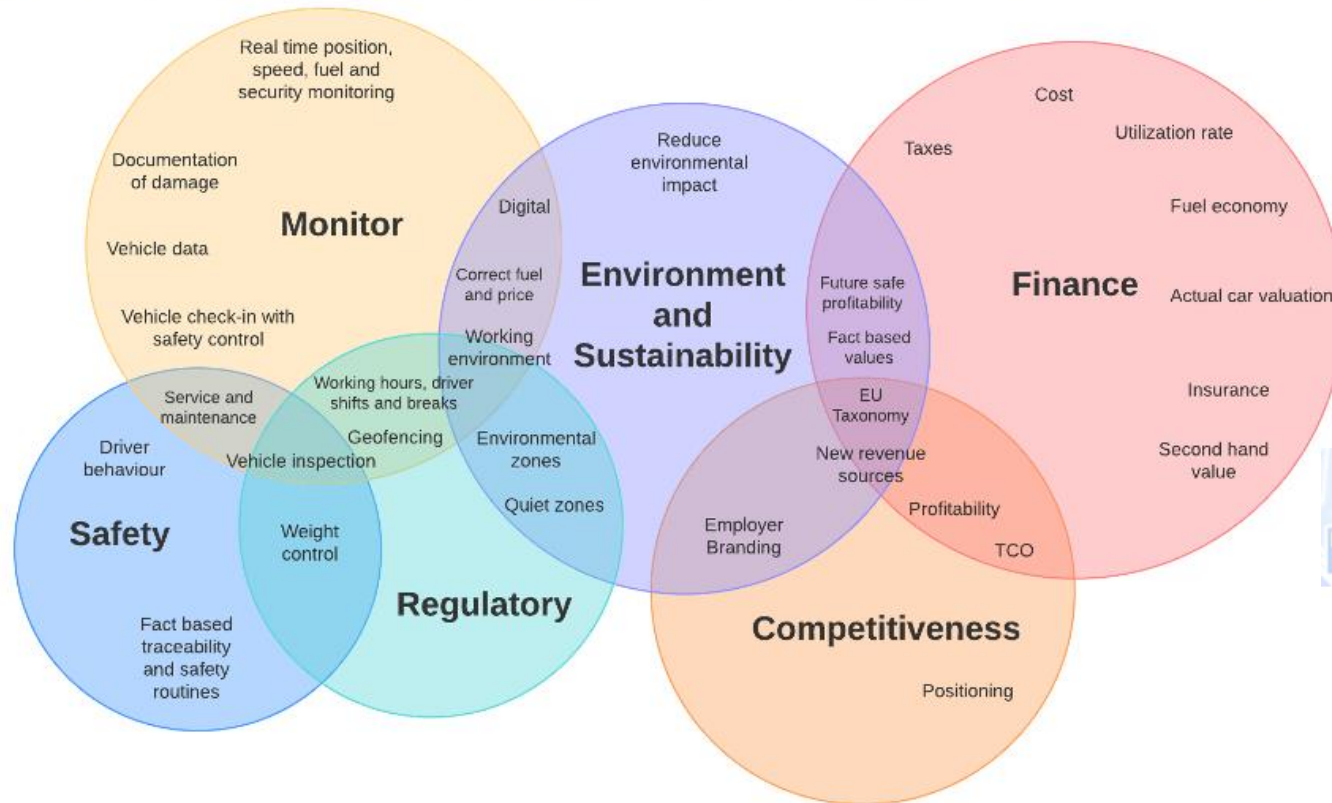 Real time position,
speed, fuel and
security monitoring
Documentation
of damage
Monitor
Vehicle data
Vehicle check-in with
safety control
Digital
Correct fuel
and price
Working
environment
Reduce
environmental
impact
Environment
and
Sustainability
Cost
Taxes
Utilization rate
Fuel economy
Finance
Actual car valuation
Insurance
Second hand
value
Future safe
profitability
Fact based
values
EU
Taxonomy
New revenue
sources
Profitability
TCO
Service and
maintenance
Working hours, driver
shifts and breaks
Geofencing
Vehicle inspection
Driver
behaviour
Safety
Weight
control
Fact based
traceability
and safety
routines
Environmental
zones
Quiet zones
Regulatory
Employer
Branding
Competitiveness
Positioning